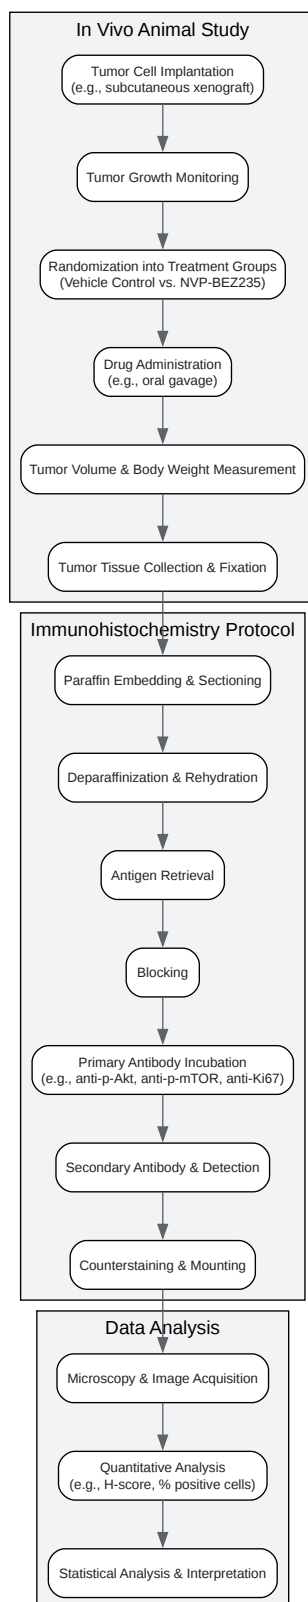 In Vivo Animal Study
Tumor Cell Implantation
(e.g., subcutaneous xenograft)
Tumor Growth Monitoring
Randomization into Treatment Groups
(Vehicle Control vs. NVP-BEZ235)
Drug Administration
(e.g., oral gavage)
Tumor Volume & Body Weight Measurement
Tumor Tissue Collection & Fixation
Immunohistochemistry Protocol
Paraffin Embedding & Sectioning
Deparaffinization & Rehydration
Antigen Retrieval
Blocking
Primary Antibody Incubation
(e.g., anti-p-Akt, anti-p-mTOR, anti-Ki67)
Secondary Antibody & Detection
Counterstaining & Mounting
Data Analysis
Microscopy & Image Acquisition
Quantitative Analysis
(e.g., H-score, % positive cells)
Statistical Analysis & Interpretation